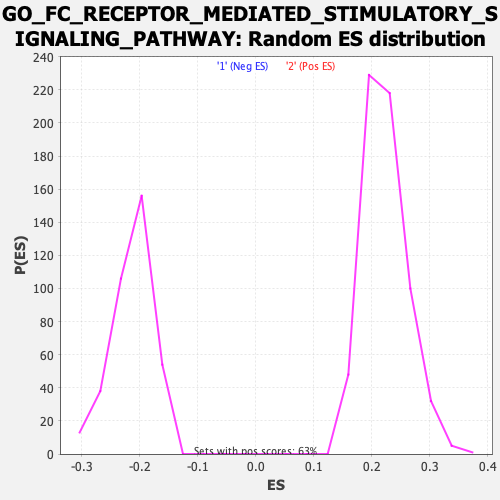 GO_FC_RECEPTOR_MEDIATED_STIMULATORY_S
IGNALING_PATHWAY: Random ES distribution
'1' (Neg ES) '2' (Pos ES)
240
220
200
180
160
140
120
100
80
60
40
20
0
P(ES)
Sets with pos scores: 63%
-0.3 -0.2 -0.1 0.0 0.1 0.2 0.3 0.4
ES